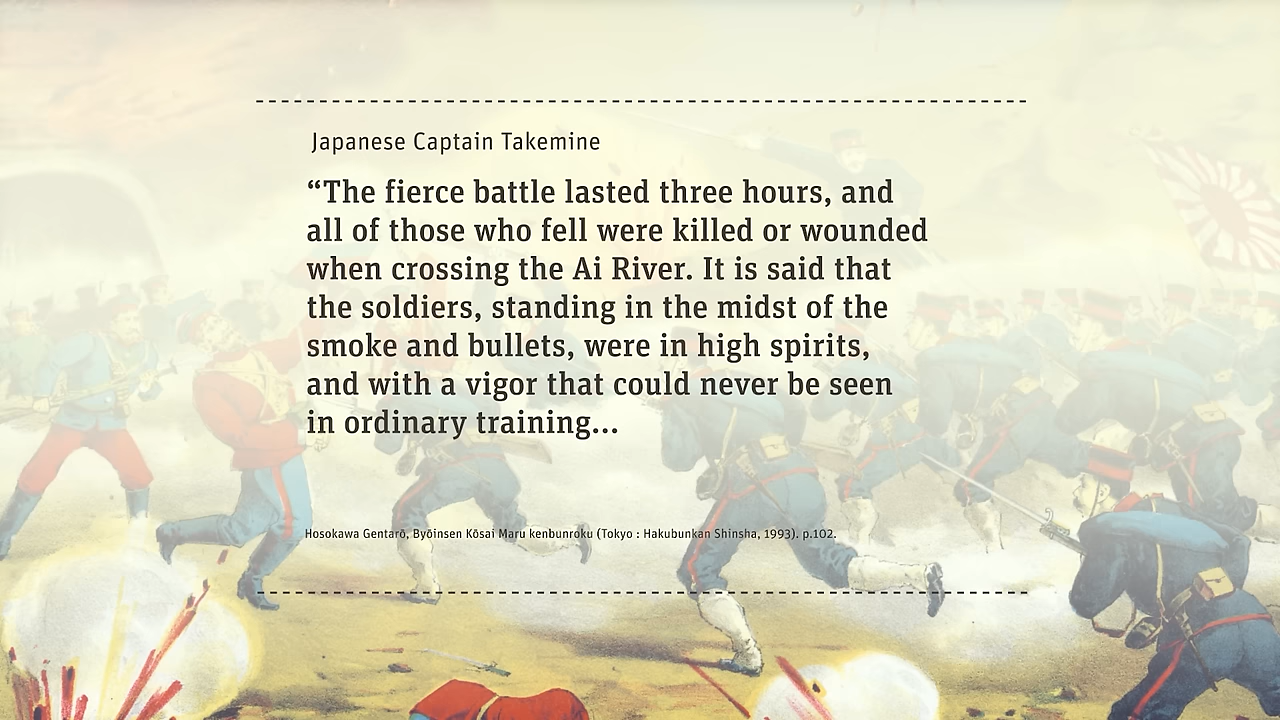 Japanese Captain Takemine
“The fierce battle lasted three hours, and
all of those who fell were killed or wounded
when crossing the Ai River. It is said that
the soldiers, standing in the midst of the
smoke and bullets, were in high spirits,
and with a vigor that could never be seen
in ordinary training...
Hosokawa Gentarō, Byōinsen Kōsai Maru kenbunroku (Tokyo : Hakubunkan Shinsha, 1993). p.102.